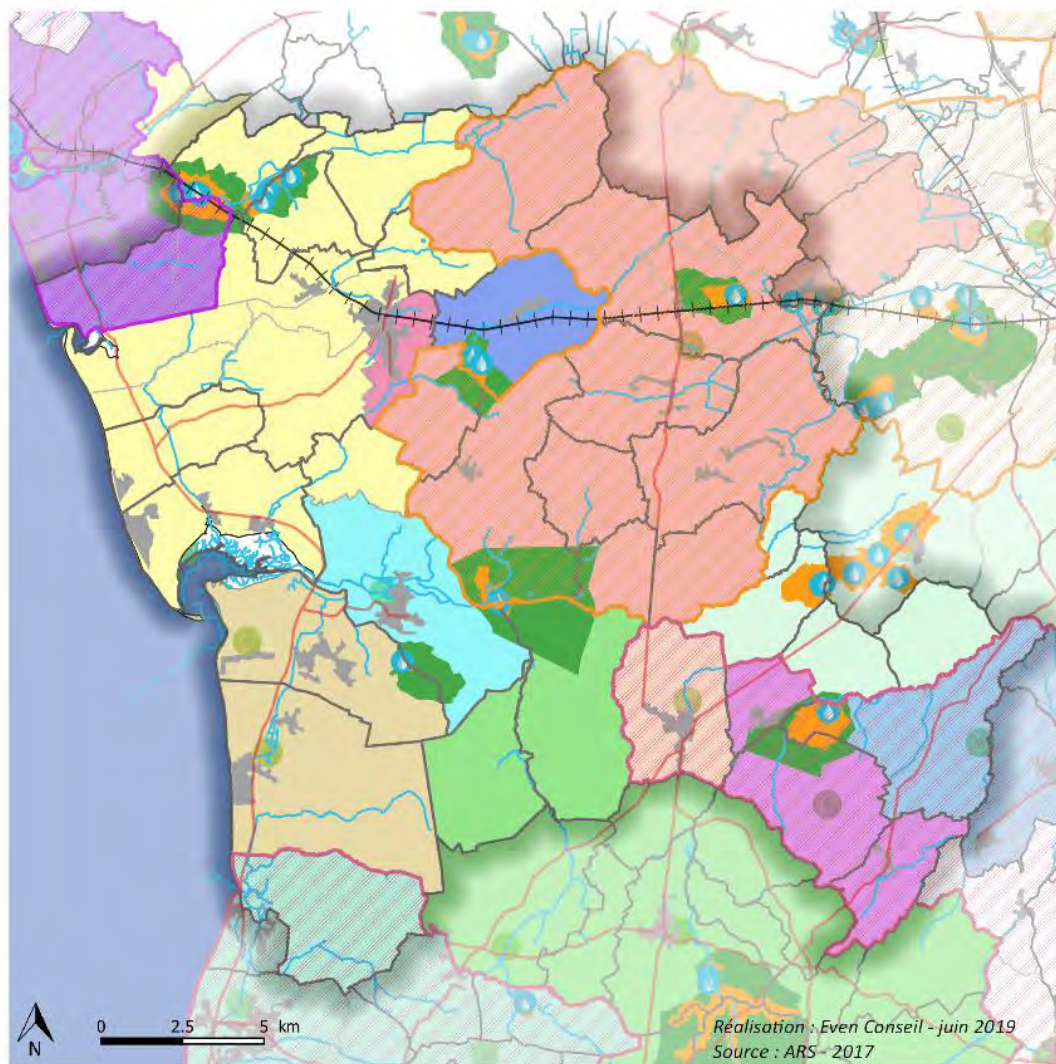 N
0 2.5 5 km
Réalisation : Even Conseil - juin 2019
Source : ARS - 2017